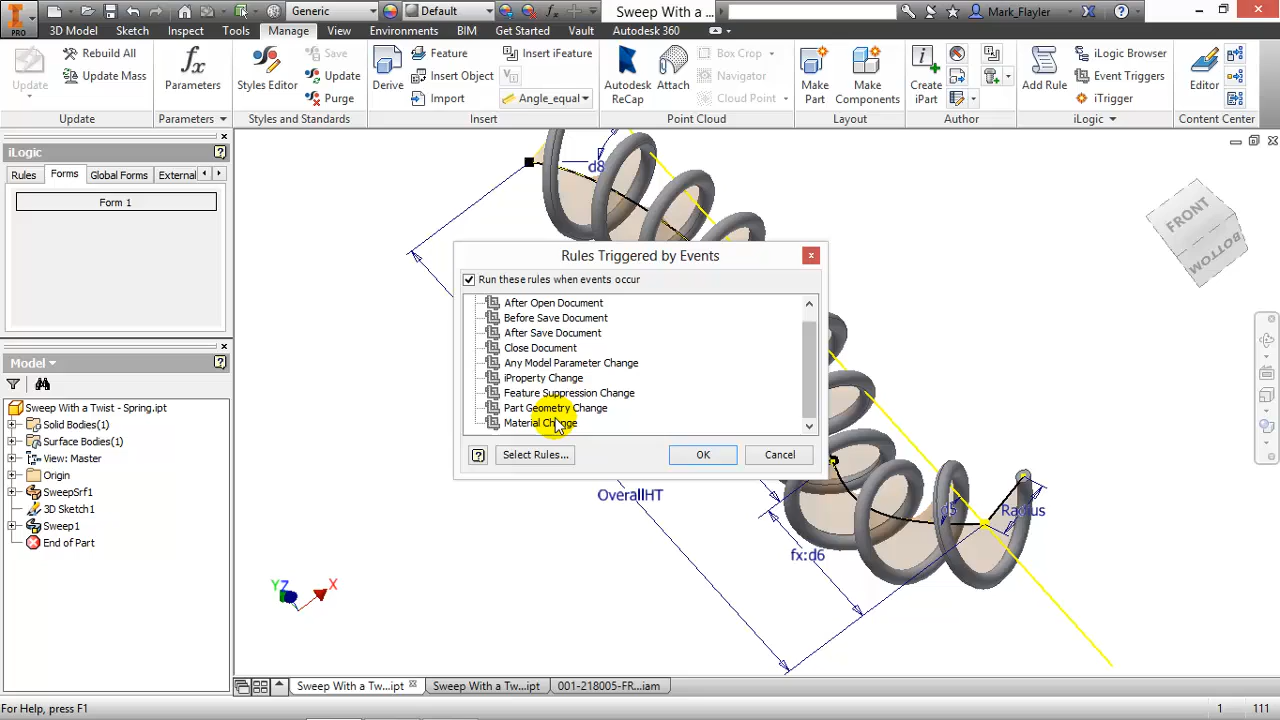 PRO
Generic
Default
Sweep With a ...
Mark_Flayler
3D Model
Sketch
Inspect
Tools
Manage
View
Environments
BIM
Get Started
Vault
Autodesk 360
Update
Rebuild All
Update Mass
Update
fx
Parameters
Parameters
Styles Editor
Save
Update
Purge
Styles and Standards
Derive
Feature
Insert Object
Import
Insert iFeature
Angle_equal
Insert
Autodesk
ReCap
Attach
Box Crop
Navigator
Cloud Point
Point Cloud
Make
Part
Make
Components
Layout
Create
iPart
Author
Add Rule
iLogic Browser
Event Triggers
iTrigger
iLogic
Editor
Content Center
iLogic
Rules
Forms
Global Forms
External
Form 1
Model
Sweep With a Twist - Spring.ipt
Solid Bodies(1)
Surface Bodies(1)
View: Master
Origin
SweepSrf1
3D Sketch1
Sweep1
End of Part
d8
FRONT
BOTTOM
Rules Triggered by Events
Run these rules when events occur
After Open Document
Before Save Document
After Save Document
Close Document
Any Model Parameter Change
iProperty Change
Feature Suppression Change
Part Geometry Change
Material Change
Select Rules...
OK
Cancel
OverallHT
d5
Radius
fx:d6
YZ
X
Sweep With a Tw...ipt
Sweep With a Tw...ipt
001-218005-FR...iam
For Help, press F1
1
111